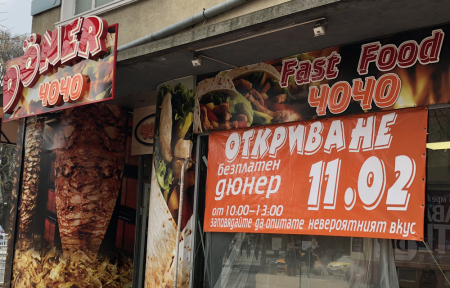 DÖNER
ЧОЧО
Fast Food
ЧОЧО
ОТКРИВАНЕ
безплатен
дюнер
11.02
от 10.00-13:00
заповядайте да опитате невероятният вкус